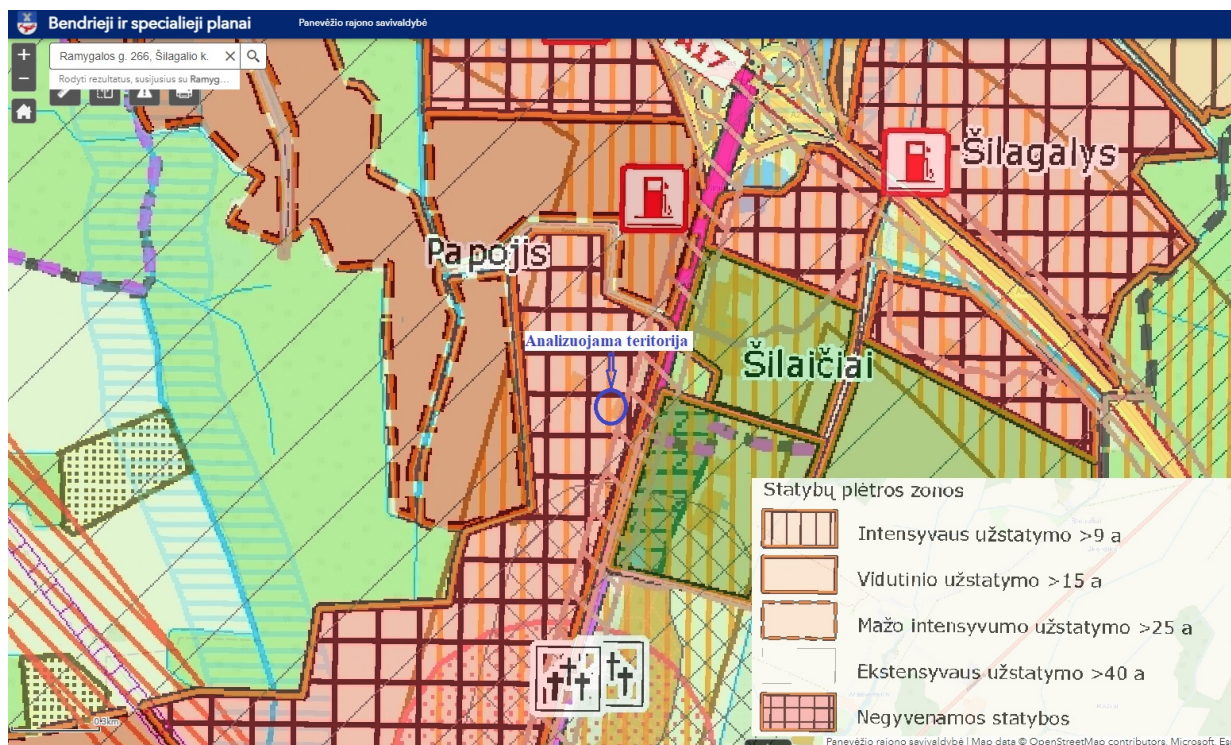 Bendrieji ir specialieji planai
Panevėžio rajono savivaldybė
+
Ramygalos g. 266, Šilagalio k.
Rodyti rezultatus, susijusius su Ramyg...
−
A17
Šilagalys
Papojis
Analizuojama teritorija
Šilaičiai
Statybų plėtros zonos
Intensyvaus užstatymo >9 a
Vidutinio užstatymo >15 a
Mažo intensyvumo užstatymo >25 a
Ekstensyvaus užstatymo >40 a
Negyvenamos statybos
0.3km
Panevėžio rajono savivaldybė | Map data © OpenStreetMap contributors, Microsoft,